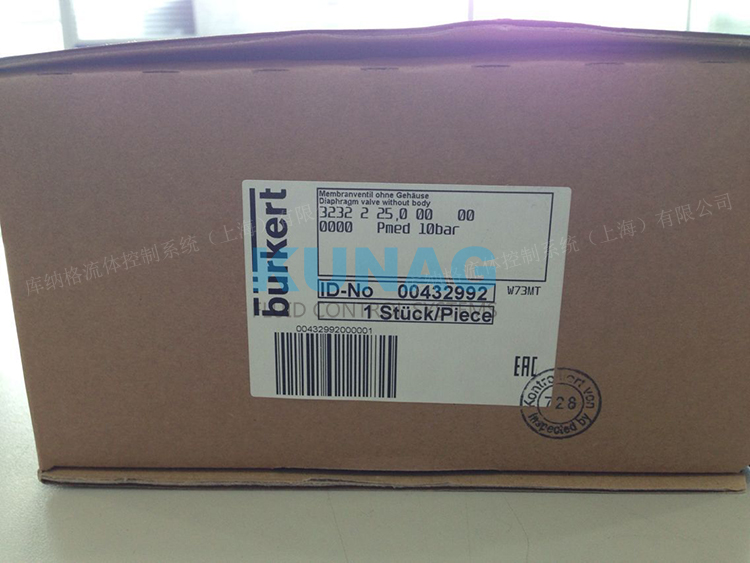 bürkert
Membranventil ohne Gehäuse
Diaphragm valve without body
3232 2 25,0 00 00
0000 Pmed 10bar
ID-No 00432992
W73MT
1 Stück/Piece
00432992000001
EAC
kontrolliert von
728
inspected by
KUNAG
FLUID CONTROL SYSTEMS
库纳格流体控制系统（上海）有限
库纳格流体控制系统（上海）有限公司